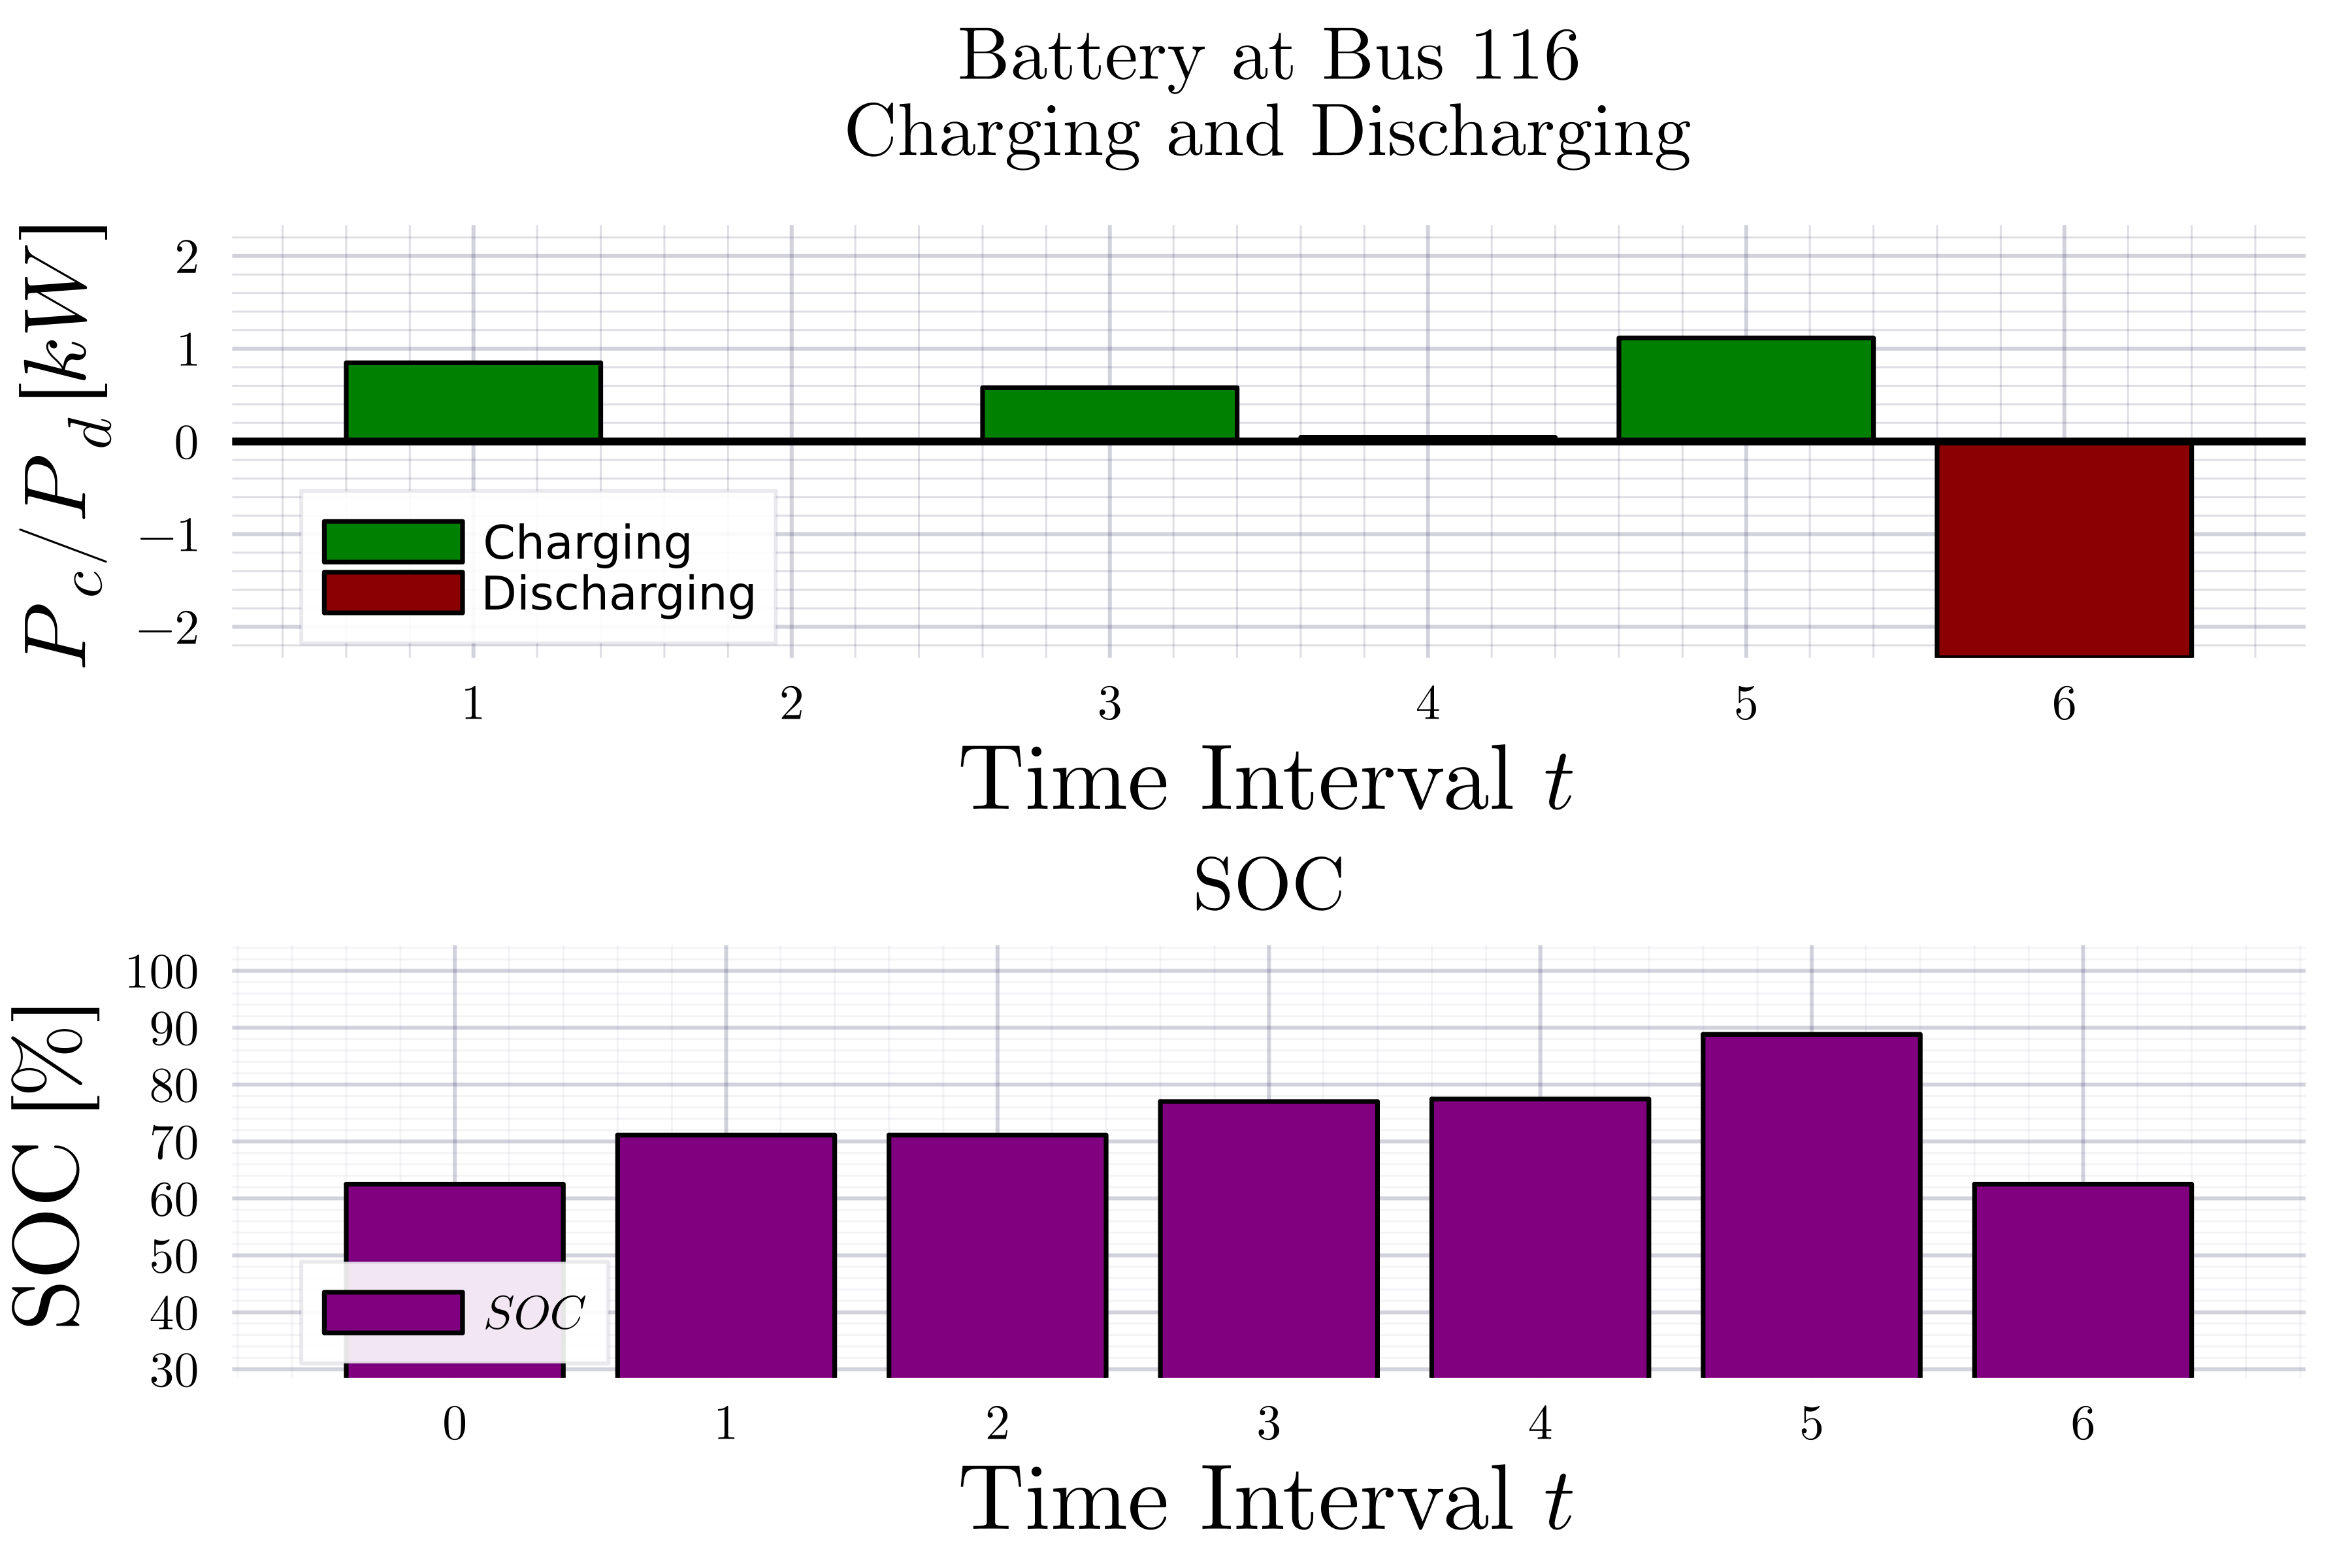 Battery at Bus 116
Charging and Discharging
P_c/P_d [kW]
2
1
0
−1
−2
Charging
Discharging
1 2 3 4 5 6
Time Interval t
SOC
SOC [%]
100
90
80
70
60
50
40
30
SOC
0 1 2 3 4 5 6
Time Interval t